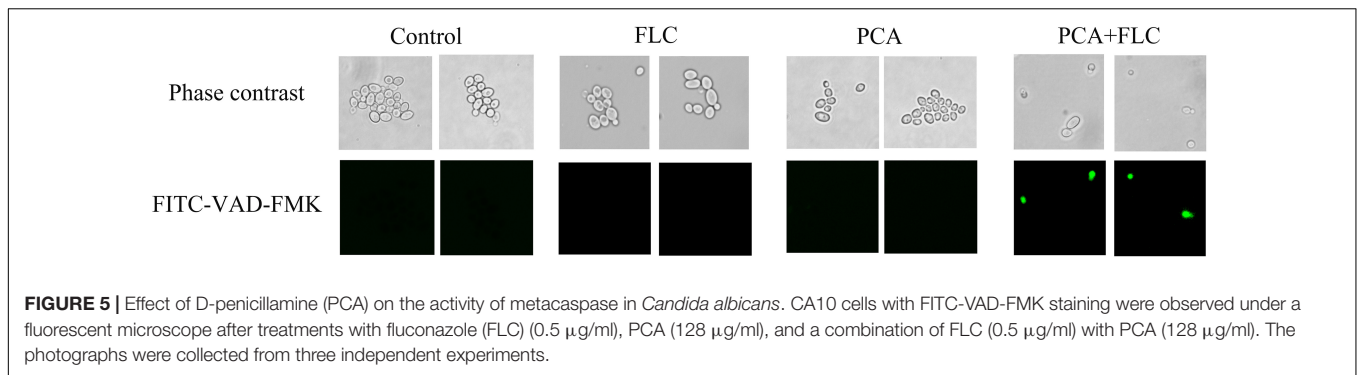 Control FLC PCA PCA+FLC
Phase contrast
FITC-VAD-FMK
FIGURE 5 | Effect of D-penicillamine (PCA) on the activity of metacaspase in Candida albicans. CA10 cells with FITC-VAD-FMK staining were observed under a
fluorescent microscope after treatments with fluconazole (FLC) (0.5 μg/ml), PCA (128 μg/ml), and a combination of FLC (0.5 μg/ml) with PCA (128 μg/ml). The
photographs were collected from three independent experiments.